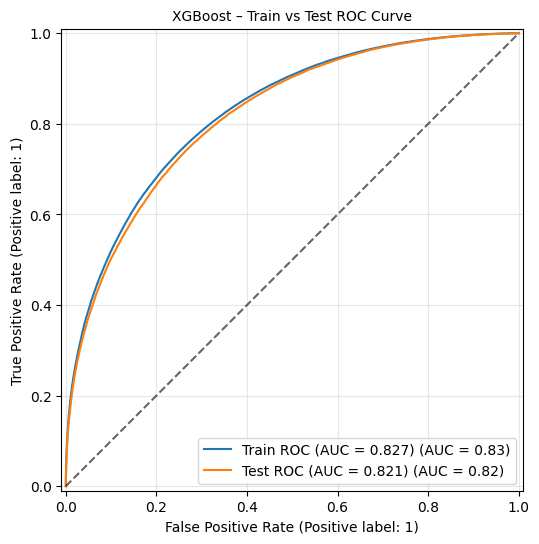 XGBoost – Train vs Test ROC Curve
1.0
0.8
0.6
0.4
0.2
0.0
True Positive Rate (Positive label: 1)
Train ROC (AUC = 0.827) (AUC = 0.83)
Test ROC (AUC = 0.821) (AUC = 0.82)
0.0 0.2 0.4 0.6 0.8 1.0
False Positive Rate (Positive label: 1)